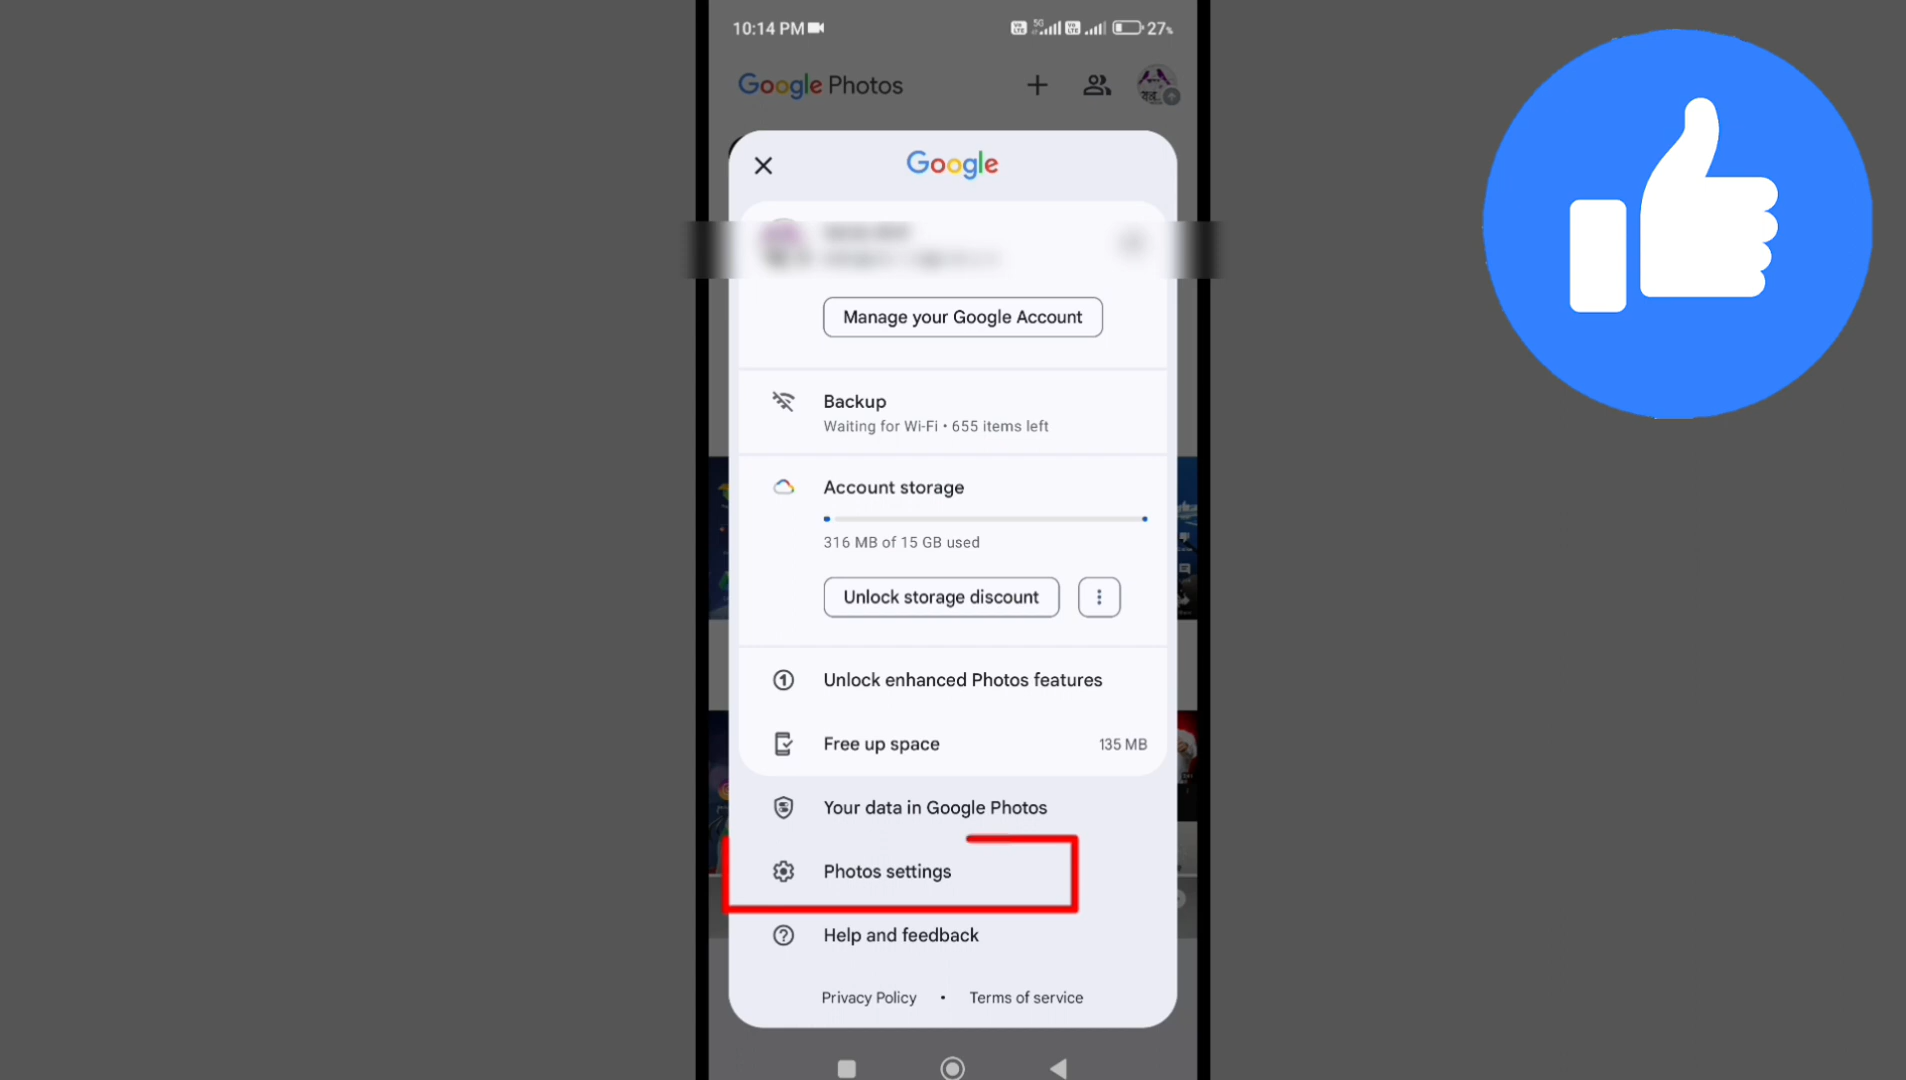 10:14 PM 5G 27%
Google Photos
Google
Manage your Google Account
Backup
Waiting for Wi-Fi • 655 items left
Account storage
316 MB of 15 GB used
Unlock storage discount
Unlock enhanced Photos features
Free up space 135 MB
Your data in Google Photos
Photos settings
Help and feedback
Privacy Policy • Terms of service